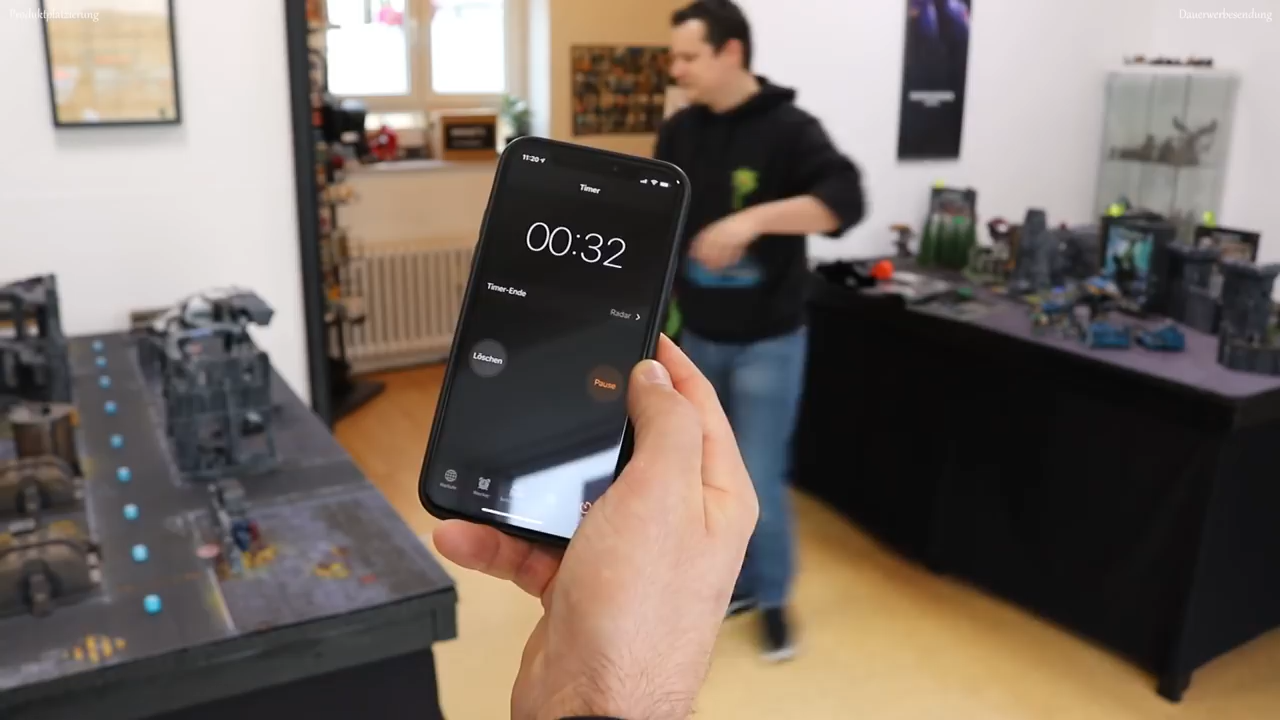 Produktplatzierung
Dauerwerbesendung
11:20
Timer
00:32
Timer-Ende
Radar
Löschen
Pause